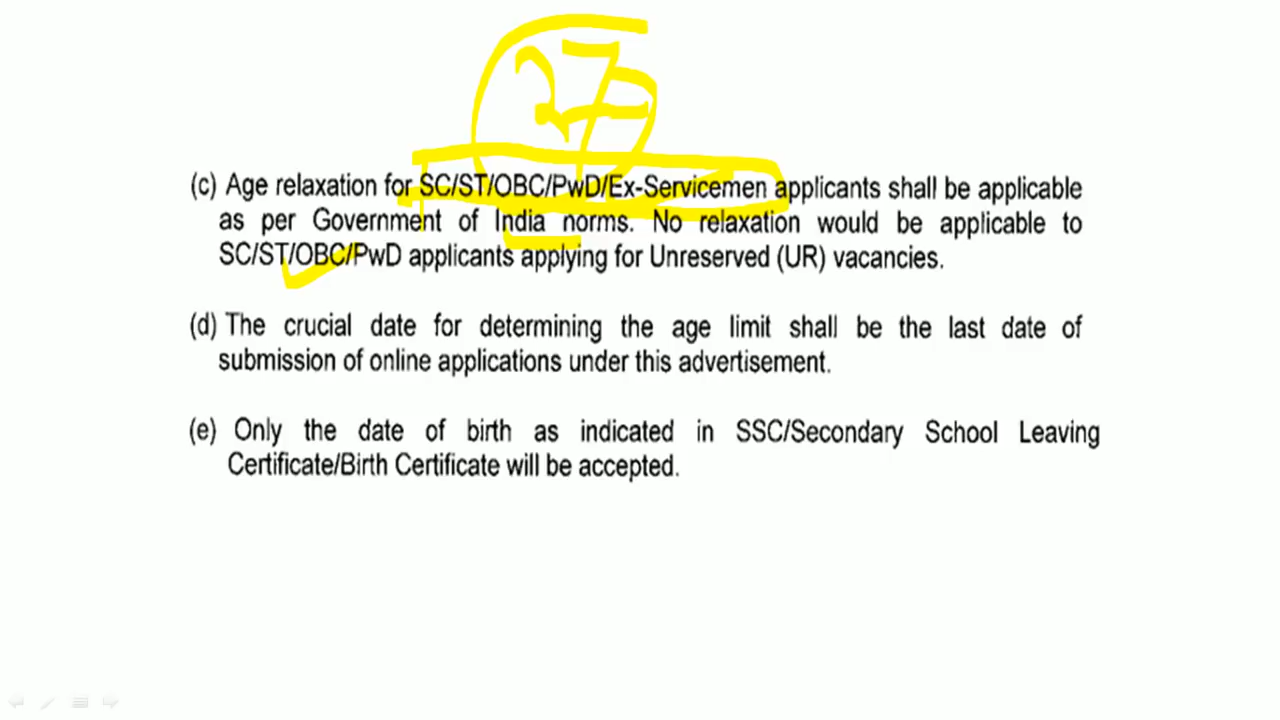 27
(c) Age relaxation for SC/ST/OBC/PwD/Ex-Servicemen applicants shall be applicable
as per Government of India norms. No relaxation would be applicable to
SC/ST/OBC/PwD applicants applying for Unreserved (UR) vacancies.
(d) The crucial date for determining the age limit shall be the last date of
submission of online applications under this advertisement.
(e) Only the date of birth as indicated in SSC/Secondary School Leaving
Certificate/Birth Certificate will be accepted.